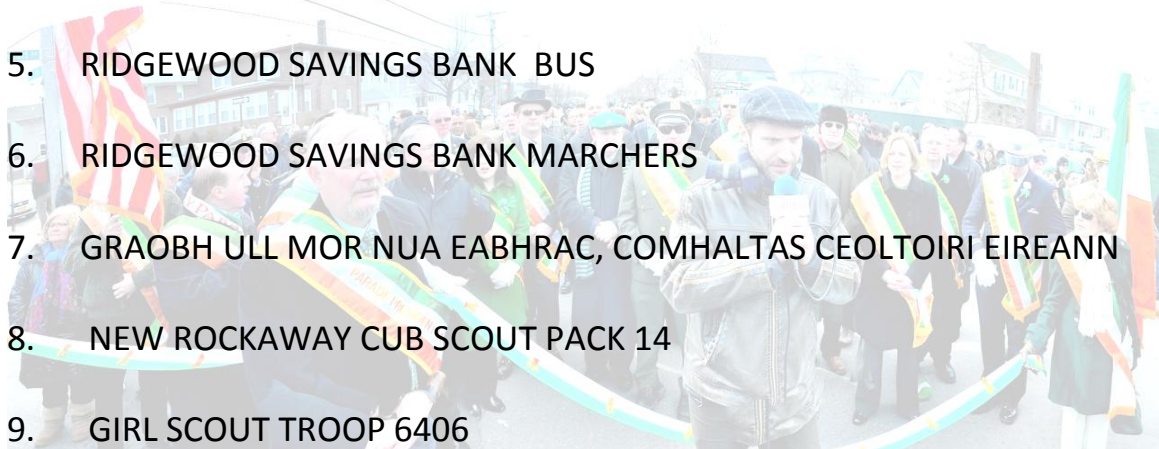 5. RIDGEWOOD SAVINGS BANK BUS
6. RIDGEWOOD SAVINGS BANK MARCHERS
7. GRAOBH ULL MOR NUA EABHRAC, COMHALTAS CEOLTOIRI EIREANN
8. NEW ROCKAWAY CUB SCOUT PACK 14
9. GIRL SCOUT TROOP 6406